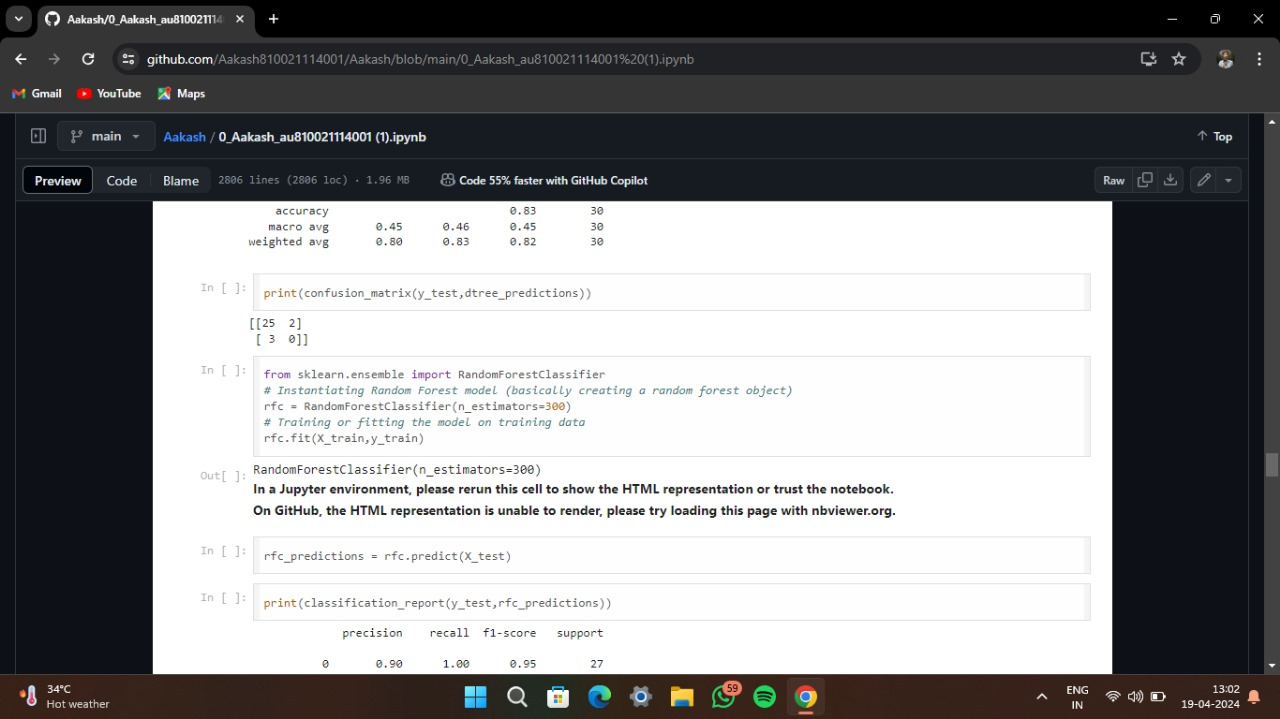 Aakash/0_Aakash_au8100211140
github.com/Aakash810021114001/Aakash/blob/main/0_Aakash_au810021114001%20(1).ipynb
Gmail YouTube Maps
main Aakash / 0_Aakash_au810021114001 (1).ipynb Top
Preview Code Blame 2806 lines (2806 loc) · 1.96 MB Code 55% faster with GitHub Copilot Raw
accuracy 0.83 30
macro avg 0.45 0.46 0.45 30
weighted avg 0.80 0.83 0.82 30
In [ ]: print(confusion_matrix(y_test,dtree_predictions))
[[25 2]
[ 3 0]]
In [ ]: from sklearn.ensemble import RandomForestClassifier
# Instantiating Random Forest model (basically creating a random forest object)
rfc = RandomForestClassifier(n_estimators=300)
# Training or fitting the model on training data
rfc.fit(X_train,y_train)
Out[ ]: RandomForestClassifier(n_estimators=300)
In a Jupyter environment, please rerun this cell to show the HTML representation or trust the notebook.
On GitHub, the HTML representation is unable to render, please try loading this page with nbviewer.org.
In [ ]: rfc_predictions = rfc.predict(X_test)
In [ ]: print(classification_report(y_test,rfc_predictions))
precision recall f1-score support
0 0.90 1.00 0.95 27
34°C
Hot weather
59
ENG
IN
13:02
19-04-2024